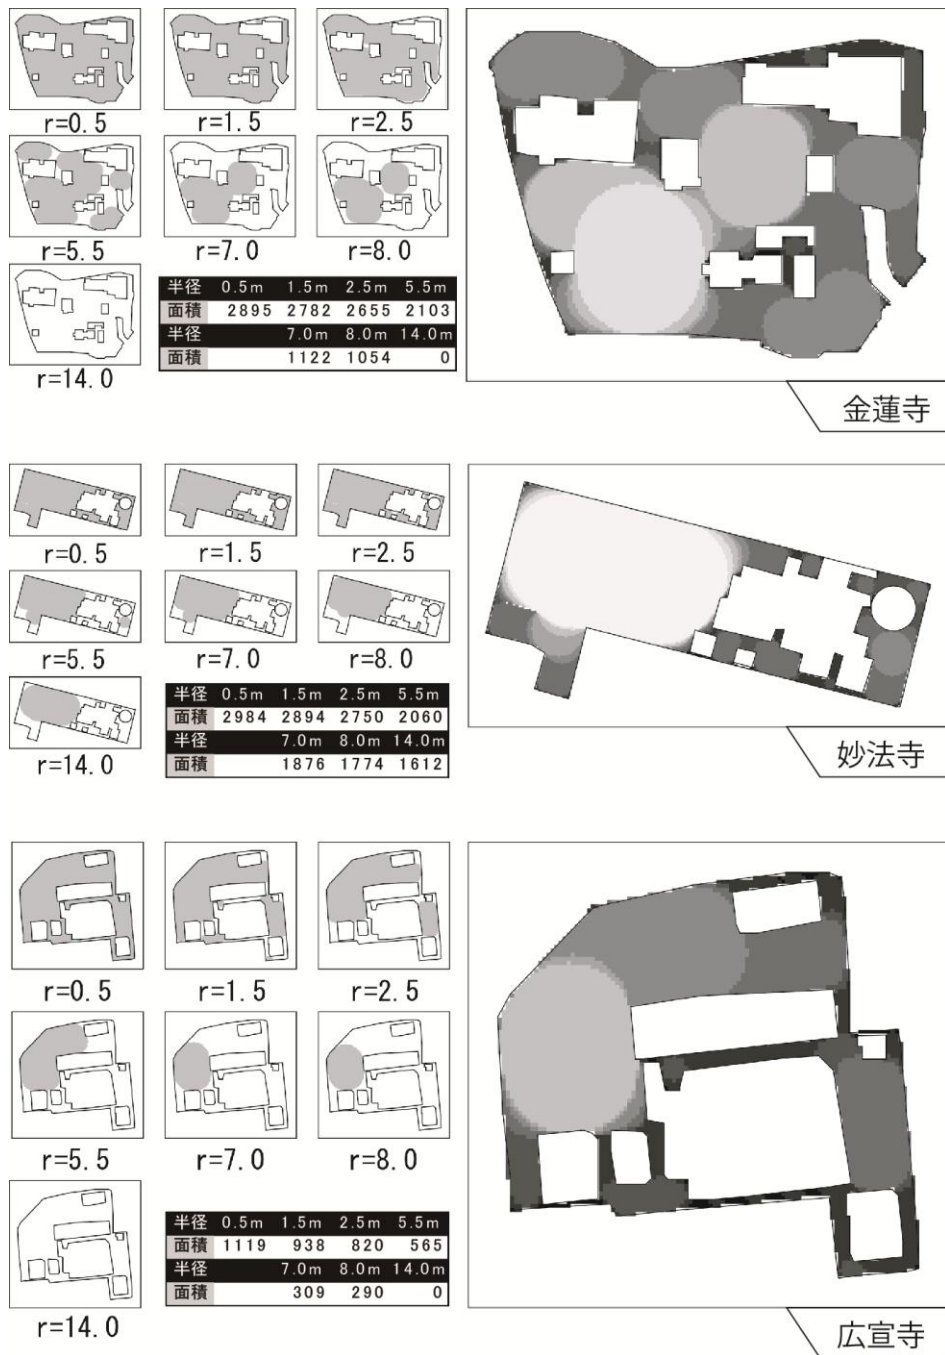 r=0.5
r=1.5
r=2.5
r=5.5
r=7.0
r=8.0
r=14.0
半径 0.5m 1.5m 2.5m 5.5m
面積 2895 2782 2655 2103
半径 7.0m 8.0m 14.0m
面積 1122 1054 0
金蓮寺
r=0.5
r=1.5
r=2.5
r=5.5
r=7.0
r=8.0
r=14.0
半径 0.5m 1.5m 2.5m 5.5m
面積 2984 2894 2750 2060
半径 7.0m 8.0m 14.0m
面積 1876 1774 1612
妙法寺
r=0.5
r=1.5
r=2.5
r=5.5
r=7.0
r=8.0
r=14.0
半径 0.5m 1.5m 2.5m 5.5m
面積 1119 938 820 565
半径 7.0m 8.0m 14.0m
面積 309 290 0
広宣寺